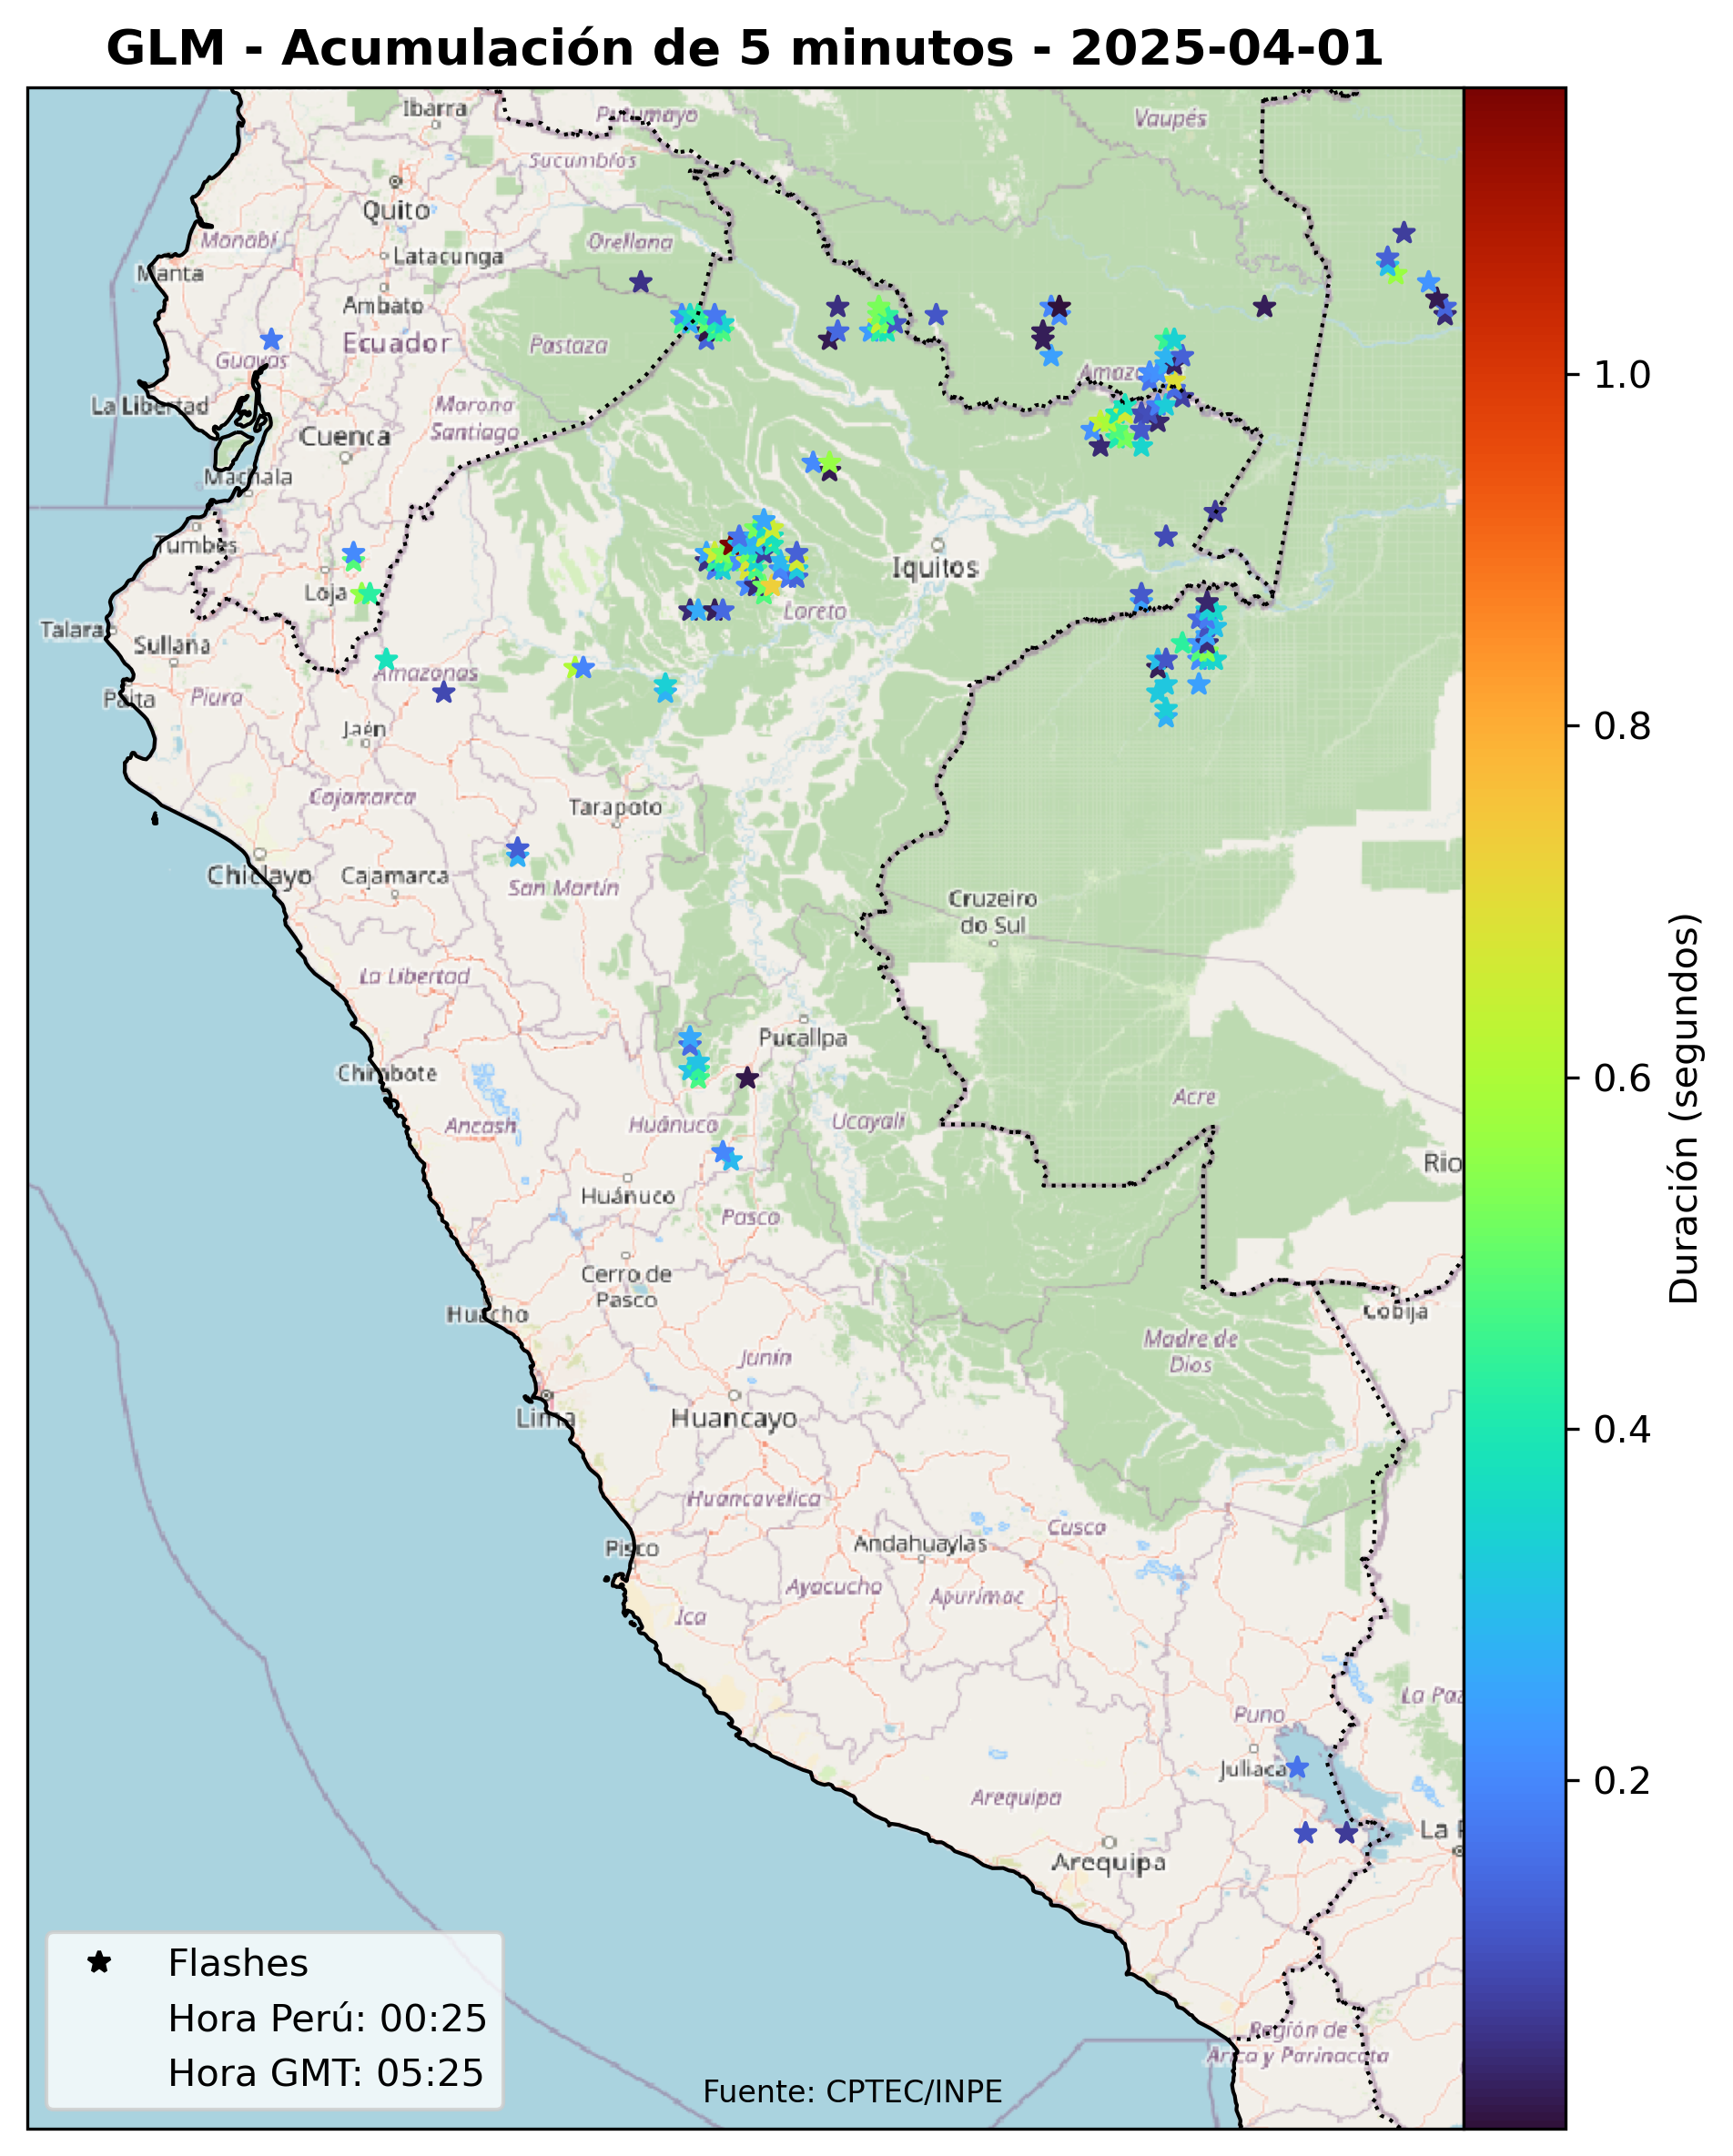 GLM - Acumulación de 5 minutos - 2025-04-01
Ibarra
Putumayo
Vaupés
Sucumbíos
Quito
Manabí
Orellana
Latacunga
Manta
Ambato
Ecuador
Pastaza
Guayas
La Libertad
Morona
Santiago
Cuenca
Machala
Tumbes
Iquitos
Loja
Loreto
Talara
Sullana
Amazonas
Paita
Piura
Jaén
Cajamarca
Tarapoto
Chiclayo
Cajamarca
San Martín
Cruzeiro
do Sul
La Libertad
Pucallpa
Chimbote
Acre
Ancash
Huánuco
Ucayali
Rio
Huánuco
Pasco
Cerro de
Pasco
Huacho
Cobija
Madre de
Dios
Junín
Lima
Huancayo
Huancavelica
Cusco
Pisco
Andahuaylas
Ayacucho
Apurímac
Ica
La Paz
Puno
Juliaca
Arequipa
La P
Arequipa
Región de
Arica y Parinacota
Flashes
Hora Perú: 00:25
Hora GMT: 05:25
Fuente: CPTEC/INPE
1.0
0.8
0.6
0.4
0.2
Duración (segundos)